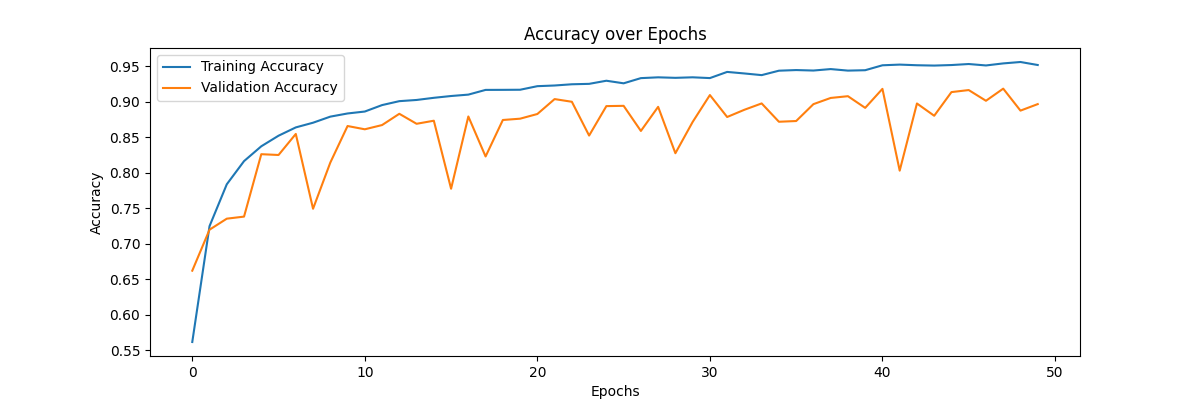 Accuracy over Epochs
Training Accuracy
Validation Accuracy
Accuracy
0.95
0.90
0.85
0.80
0.75
0.70
0.65
0.60
0.55
0 10 20 30 40 50
Epochs